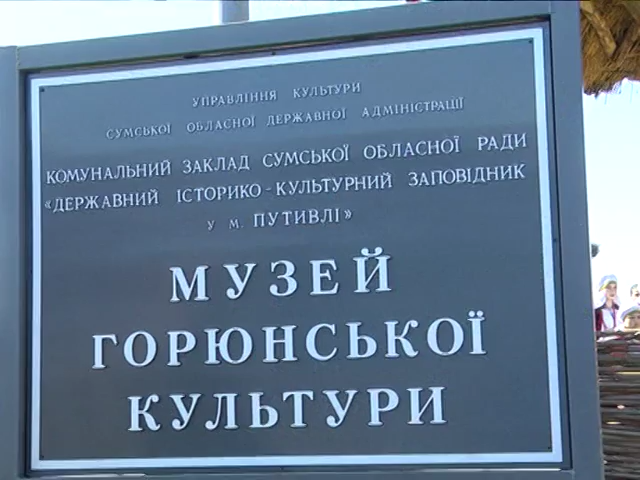 УПРАВЛІННЯ КУЛЬТУРИ
СУМСЬКОЇ ОБЛАСНОЇ ДЕРЖАВНОЇ АДМІНІСТРАЦІЇ
КОМУНАЛЬНИЙ ЗАКЛАД СУМСЬКОЇ ОБЛАСНОЇ РАДИ
«ДЕРЖАВНИЙ ІСТОРИКО-КУЛЬТУРНИЙ ЗАПОВІДНИК
У М. ПУТИВЛІ»
МУЗЕЙ
ГОРЮНСЬКОЇ
КУЛЬТУРИ